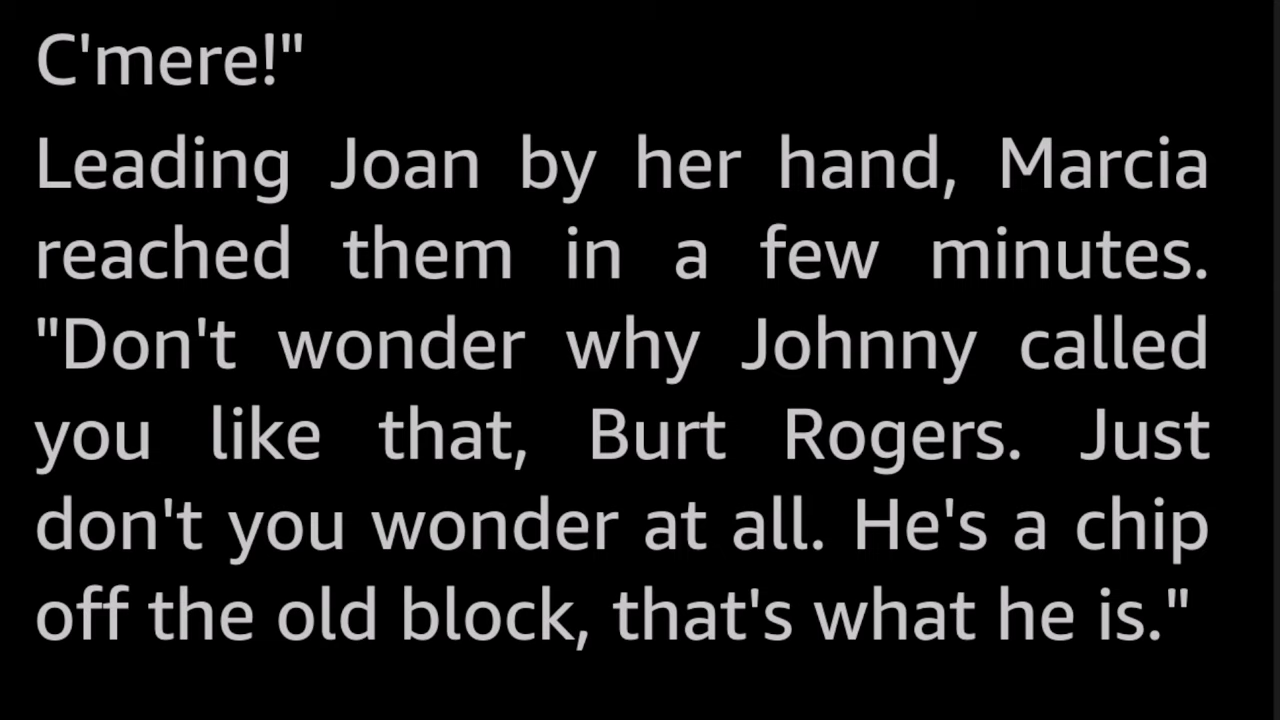 C'mere!"
Leading Joan by her hand, Marcia
reached them in a few minutes.
"Don't wonder why Johnny called
you like that, Burt Rogers. Just
don't you wonder at all. He's a chip
off the old block, that's what he is."